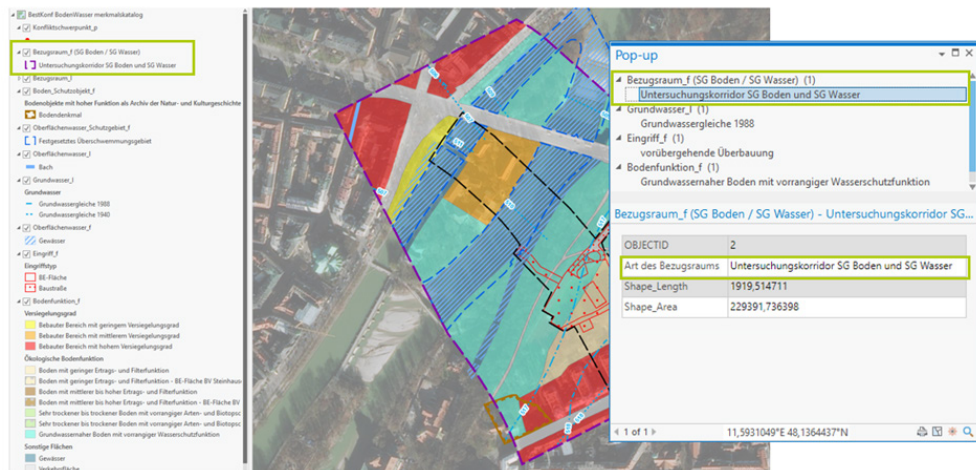 BestKonf BodenWasser merkmalskatalog
Konfliktschwerpunkt_p
Bezugsraum_f (SG Boden / SG Wasser)
Untersuchungskorridor SG Boden und SG Wasser
Bezugsraum_l
Boden_Schutzobjekt_f
Bodenobjekte mit hoher Funktion als Archiv der Natur- und Kulturgeschichte
Bodendenkmal
Oberflächenwasser_Schutzgebiet_f
Festgesetztes Überschwemmungsgebiet
Oberflächenwasser_l
Bach
Grundwasser_l
Grundwasser
Grundwassergleiche 1988
Grundwassergleiche 1940
Oberflächenwasser_f
Gewässer
Eingriff_f
Eingriffstyp
BE-Fläche
Baustraße
Bodenfunktion_f
Versiegelungsgrad
Bebauter Bereich mit geringem Versiegelungsgrad
Bebauter Bereich mit mittlerem Versiegelungsgrad
Bebauter Bereich mit hohem Versiegelungsgrad
Ökologische Bodenfunktion
Boden mit geringer Ertrags- und Filterfunktion
Boden mit geringer Ertrags- und Filterfunktion - BE-Fläche BV Steinhaus
Boden mit mittlerer bis hoher Ertrags- und Filterfunktion
Boden mit mittlerer bis hoher Ertrags- und Filterfunktion - BE-Fläche BV
Sehr trockener bis trockener Boden mit vorrangiger Arten- und Biotopsc
Sehr trockener bis trockener Boden mit vorrangiger Arten- und Biotopsc
Grundwassernaher Boden mit vorrangiger Wasserschutzfunktion
Sonstige Flächen
Gewässer
Verkehrsfläche
Pop-up
Bezugsraum_f (SG Boden / SG Wasser) (1)
Untersuchungskorridor SG Boden und SG Wasser
Grundwasser_l (1)
Grundwassergleiche 1988
Eingriff_f (1)
vorübergehende Überbauung
Bodenfunktion_f (1)
Grundwassernaher Boden mit vorrangiger Wasserschutzfunktion
Bezugsraum_f (SG Boden / SG Wasser) - Untersuchungskorridor SG...
OBJECTID 2
Art des Bezugsraums Untersuchungskorridor SG Boden und SG Wasser
Shape_Length 1919,514711
Shape_Area 229391,736398
1 of 1
11,5931049°E 48,1364437°N